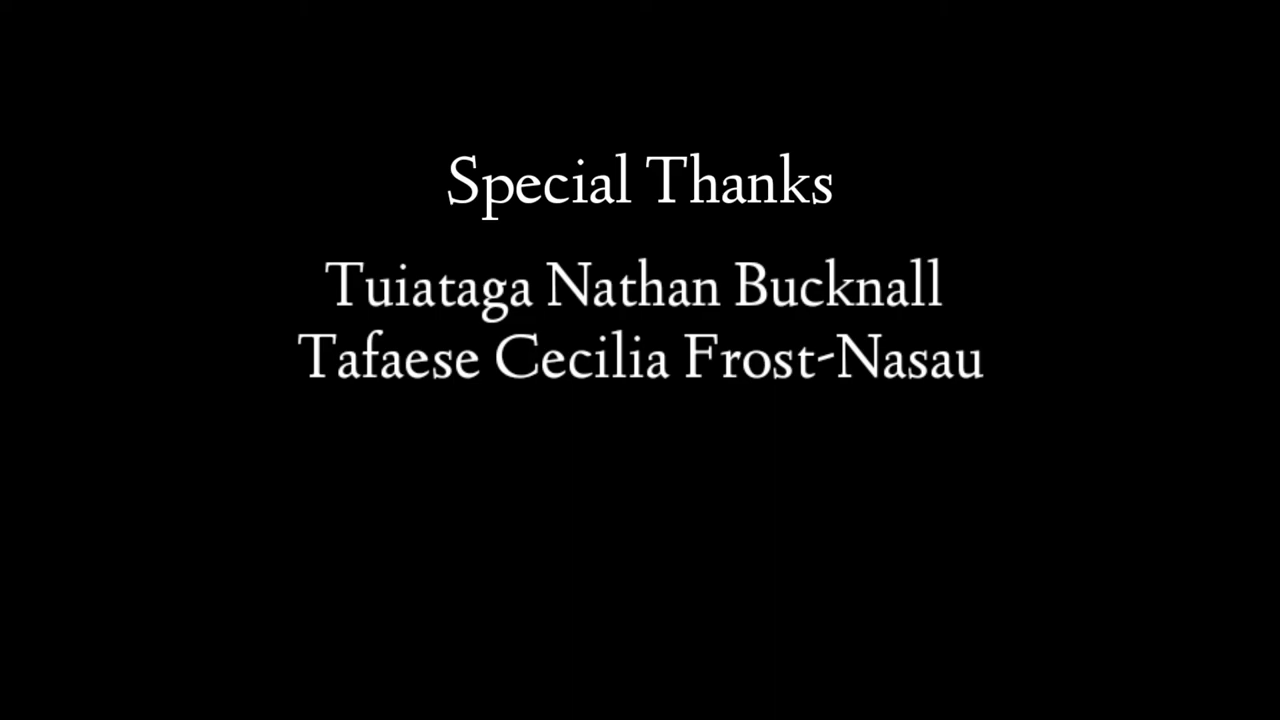 Special Thanks
Tuiataga Nathan Bucknall
Tafaese Cecilia Frost-Nasau